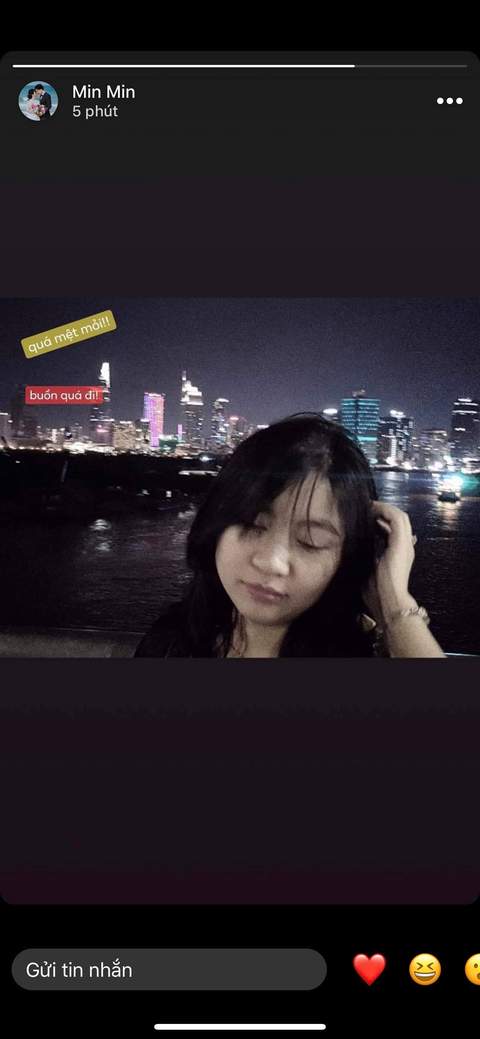 Min Min
5 phút
quá mệt mỏi!!
buồn quá đi!
Gửi tin nhắn